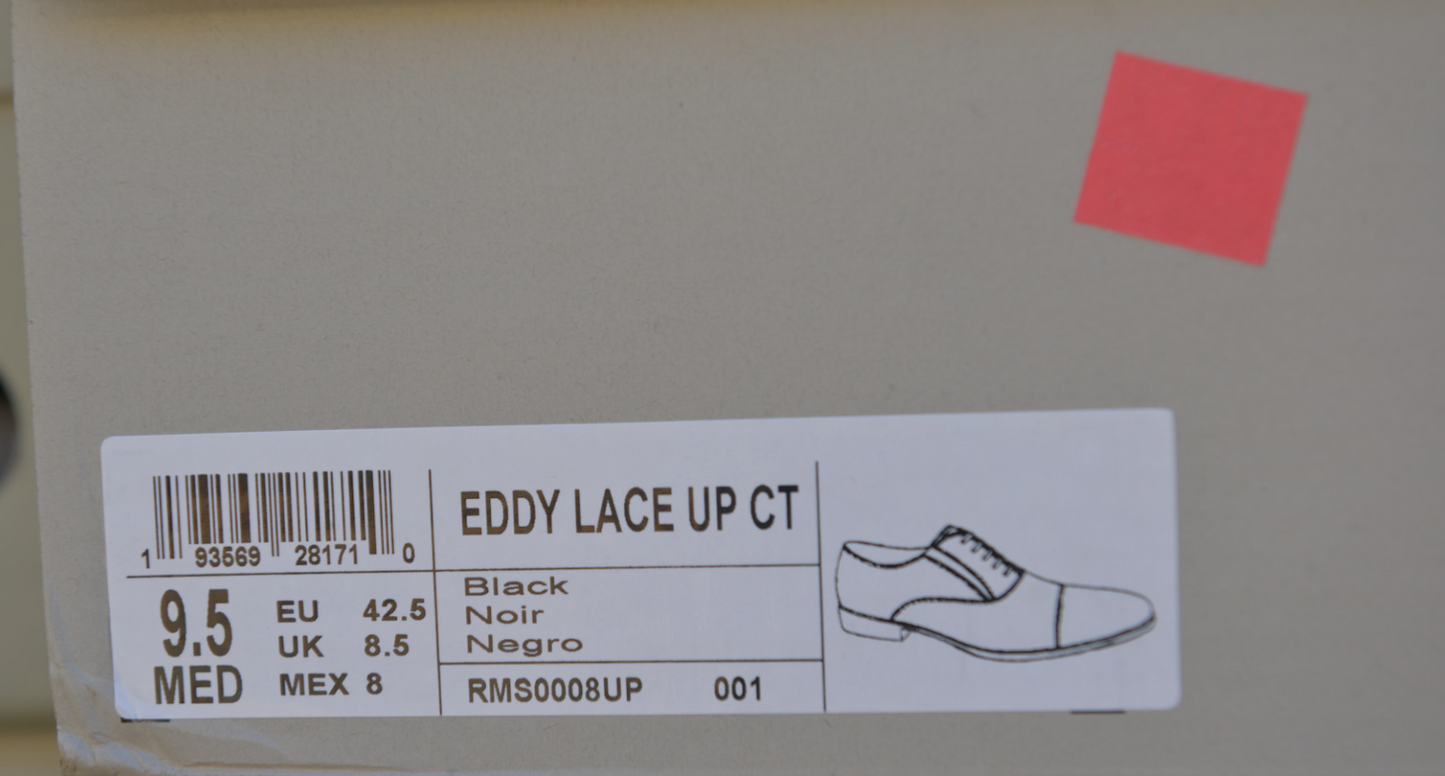 1 93569 28171 0
9.5
MED
EU 42.5
UK 8.5
MEX 8
EDDY LACE UP CT
Black
Noir
Negro
RMS0008UP 001